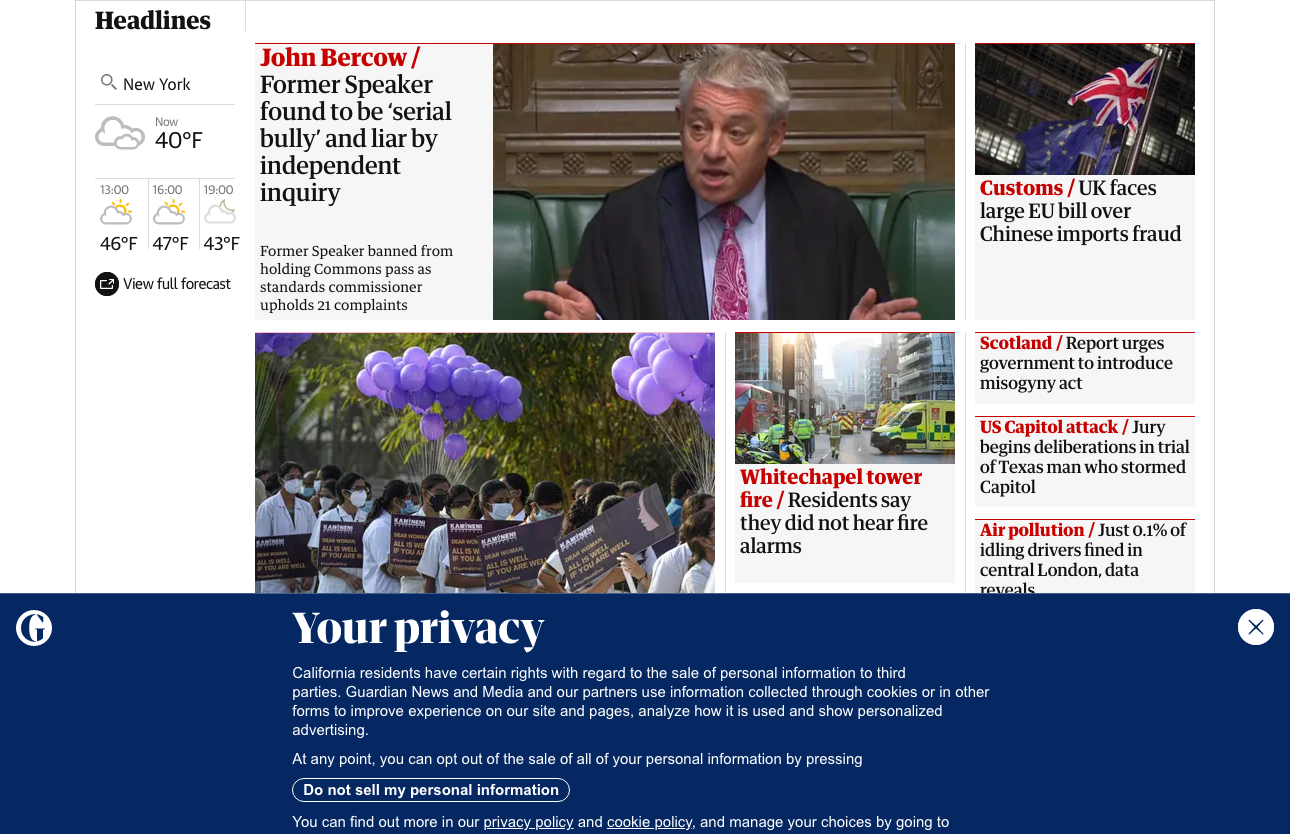 Headlines
New York
Now
40°F
13:00
16:00
19:00
46°F
47°F
43°F
View full forecast
John Bercow /
Former Speaker
found to be ‘serial
bully’ and liar by
independent
inquiry
Former Speaker banned from
holding Commons pass as
standards commissioner
upholds 21 complaints
Customs / UK faces
large EU bill over
Chinese imports fraud
KAMINENI
DEAR WOMAN,
ALL IS WELL
IF YOU ARE WELL
Whitechapel tower
fire / Residents say
they did not hear fire
alarms
Scotland / Report urges
government to introduce
misogyny act
US Capitol attack / Jury
begins deliberations in trial
of Texas man who stormed
Capitol
Air pollution / Just 0.1% of
idling drivers fined in
central London, data
reveals
Your privacy
California residents have certain rights with regard to the sale of personal information to third
parties. Guardian News and Media and our partners use information collected through cookies or in other
forms to improve experience on our site and pages, analyze how it is used and show personalized
advertising.
At any point, you can opt out of the sale of all of your personal information by pressing
Do not sell my personal information
You can find out more in our privacy policy and cookie policy, and manage your choices by going to